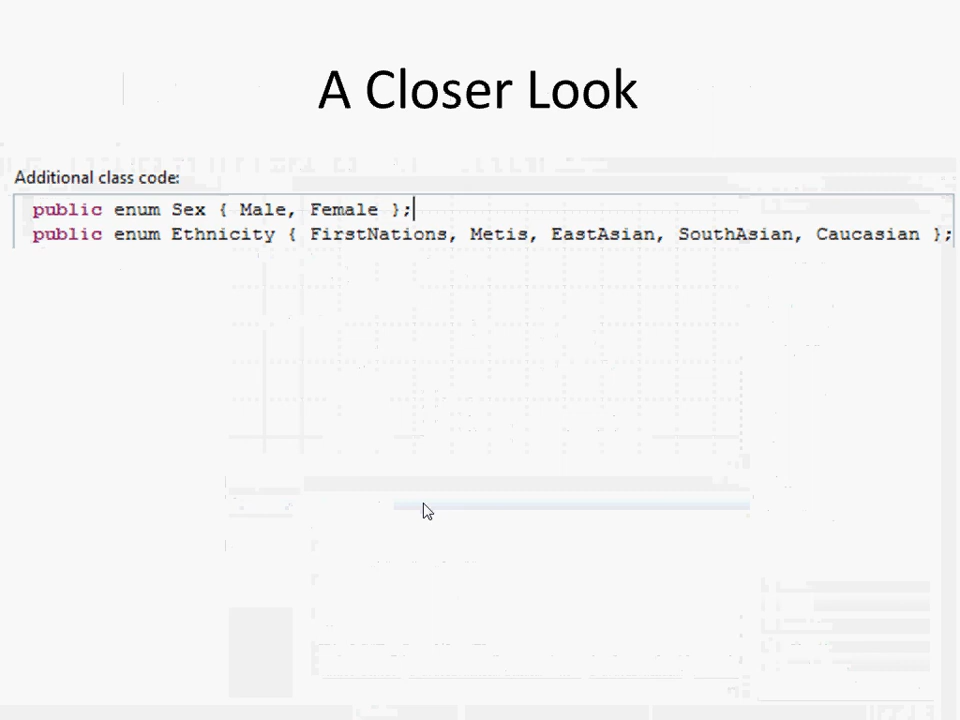 A Closer Look
Additional class code:
public enum Sex { Male, Female };
public enum Ethnicity { FirstNations, Metis, EastAsian, SouthAsian, Caucasian };